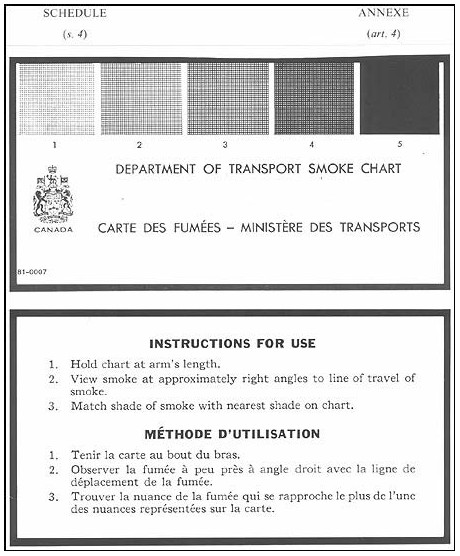 SCHEDULE ANNEXE
(s. 4) (art. 4)
1 2 3 4 5
DEPARTMENT OF TRANSPORT SMOKE CHART
CANADA
CARTE DES FUMÉES – MINISTÈRE DES TRANSPORTS
81-0007
INSTRUCTIONS FOR USE
1. Hold chart at arm's length.
2. View smoke at approximately right angles to line of travel of
smoke.
3. Match shade of smoke with nearest shade on chart.
MÉTHODE D'UTILISATION
1. Tenir la carte au bout du bras.
2. Observer la fumée à peu près à angle droit avec la ligne de
déplacement de la fumée.
3. Trouver la nuance de la fumée qui se rapproche le plus de l'une
des nuances représentées sur la carte.